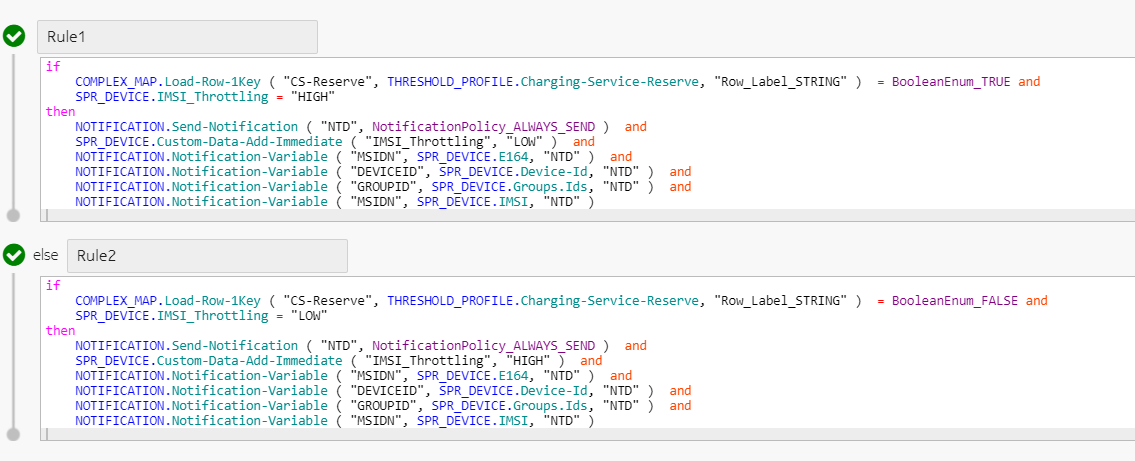 Rule1
if
COMPLEX_MAP.Load-Row-1Key ( "CS-Reserve", THRESHOLD_PROFILE.Charging-Service-Reserve, "Row_Label_STRING" )  = BooleanEnum_TRUE and
SPR_DEVICE.IMSI_Throttling = "HIGH"
then
NOTIFICATION.Send-Notification ( "NTD", NotificationPolicy_ALWAYS_SEND )  and
SPR_DEVICE.Custom-Data-Add-Immediate ( "IMSI_Throttling", "LOW" )  and
NOTIFICATION.Notification-Variable ( "MSIDN", SPR_DEVICE.E164, "NTD" )  and
NOTIFICATION.Notification-Variable ( "DEVICEID", SPR_DEVICE.Device-Id, "NTD" )  and
NOTIFICATION.Notification-Variable ( "GROUPID", SPR_DEVICE.Groups.Ids, "NTD" )  and
NOTIFICATION.Notification-Variable ( "MSIDN", SPR_DEVICE.IMSI, "NTD" )
else Rule2
if
COMPLEX_MAP.Load-Row-1Key ( "CS-Reserve", THRESHOLD_PROFILE.Charging-Service-Reserve, "Row_Label_STRING" )  = BooleanEnum_FALSE and
SPR_DEVICE.IMSI_Throttling = "LOW"
then
NOTIFICATION.Send-Notification ( "NTD", NotificationPolicy_ALWAYS_SEND )  and
SPR_DEVICE.Custom-Data-Add-Immediate ( "IMSI_Throttling", "HIGH" )  and
NOTIFICATION.Notification-Variable ( "MSIDN", SPR_DEVICE.E164, "NTD" )  and
NOTIFICATION.Notification-Variable ( "DEVICEID", SPR_DEVICE.Device-Id, "NTD" )  and
NOTIFICATION.Notification-Variable ( "GROUPID", SPR_DEVICE.Groups.Ids, "NTD" )  and
NOTIFICATION.Notification-Variable ( "MSIDN", SPR_DEVICE.IMSI, "NTD" )